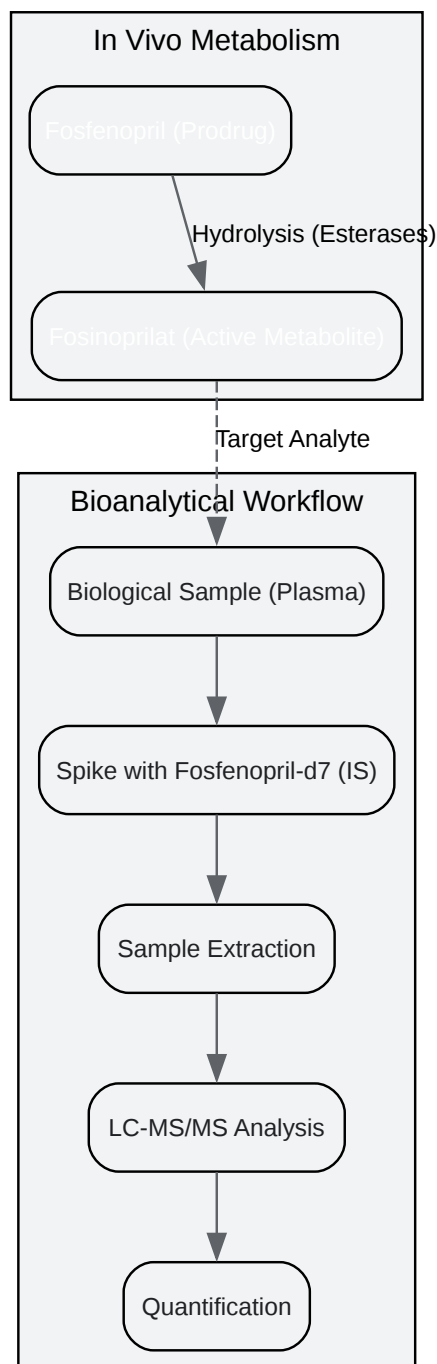 In Vivo Metabolism
Fosfenopril (Prodrug)
Hydrolysis (Esterases)
Fosinoprilat (Active Metabolite)
Target Analyte
Bioanalytical Workflow
Biological Sample (Plasma)
Spike with Fosfenopril-d7 (IS)
Sample Extraction
LC-MS/MS Analysis
Quantification